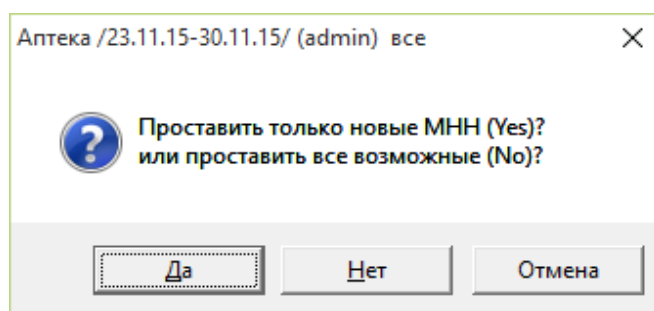 Аптека /23.11.15-30.11.15/ (admin) все
Проставить только новые МНН (Yes)?
или проставить все возможные (No)?
Да
Нет
Отмена